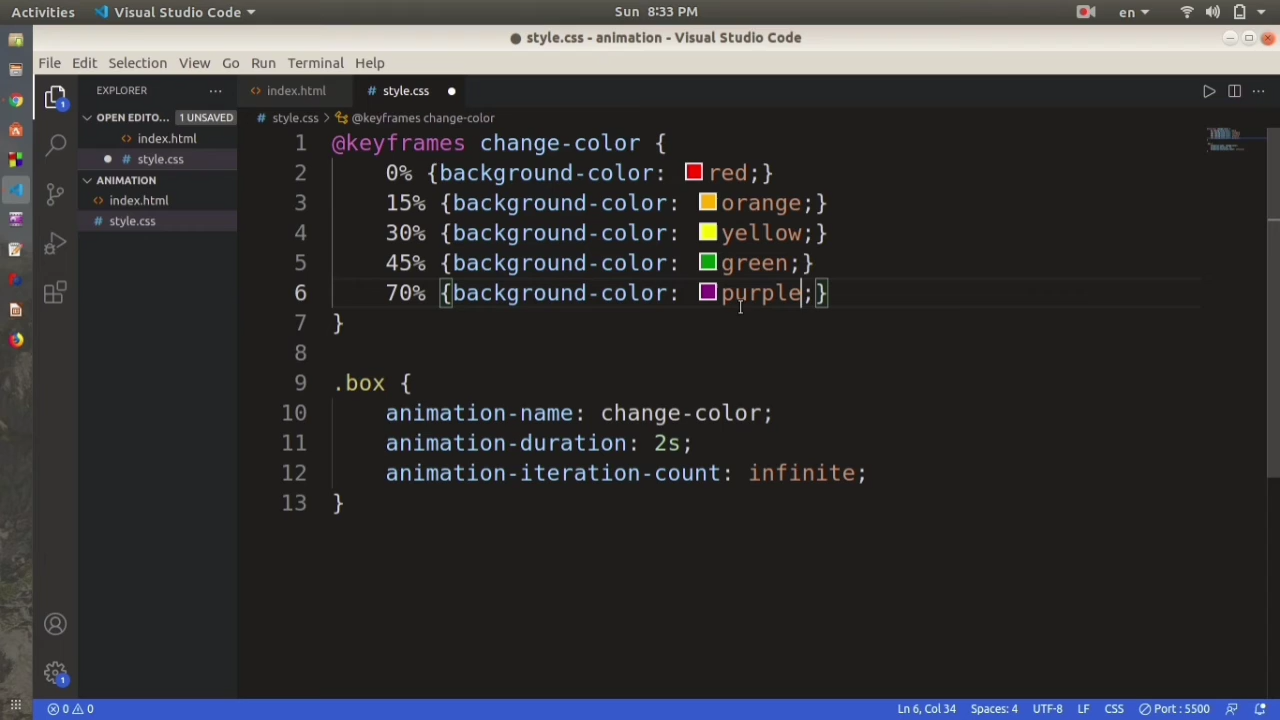 Activities Visual Studio Code Sun 8:33 PM en
style.css - animation - Visual Studio Code
File Edit Selection View Go Run Terminal Help
EXPLORER ··· index.html style.css ···
OPEN EDITO... 1 UNSAVED
style.css > @keyframes change-color
index.html
style.css
ANIMATION
index.html
style.css
1 @keyframes change-color {
2 0% {background-color: red;}
3 15% {background-color: orange;}
4 30% {background-color: yellow;}
5 45% {background-color: green;}
6 70% {background-color: purple;}
7 }
8
9 .box {
10 animation-name: change-color;
11 animation-duration: 2s;
12 animation-iteration-count: infinite;
13 }
1
1
0 0 Ln 6, Col 34 Spaces: 4 UTF-8 LF CSS Port : 5500